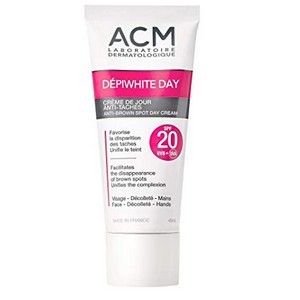 ACM
LABORATOIRE
DERMATOLOGIQUE
DÉPIWHITE DAY
CRÈME DE JOUR
ANTI-TACHES
ANTI-BROWN SPOT DAY CREAM
Favorise
la disparition
des taches
Unifie le teint
SPF
20
UVB + UVA
Facilitates
the disappearance
of brown spots
Unifies the complexion
Visage - Décolleté - Mains
Face - Décolleté - Hands
MADE IN FRANCE
40ml